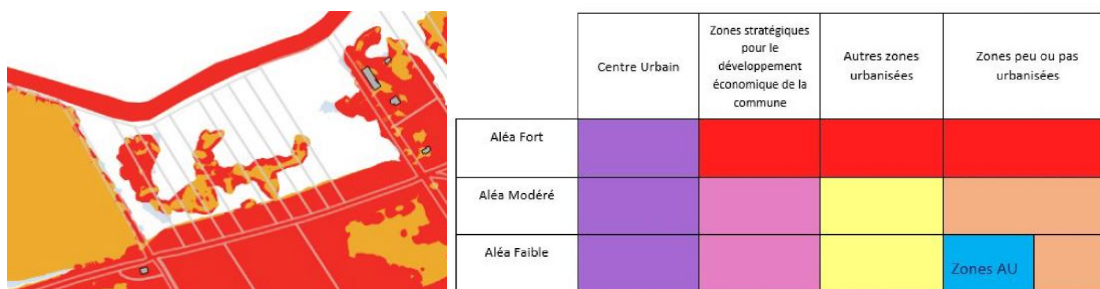 Centre Urbain
Zones stratégiques
pour le
développement
économique de la
commune
Autres zones
urbanisées
Zones peu ou pas
urbanisées
Aléa Fort
Aléa Modéré
Aléa Faible
Zones AU